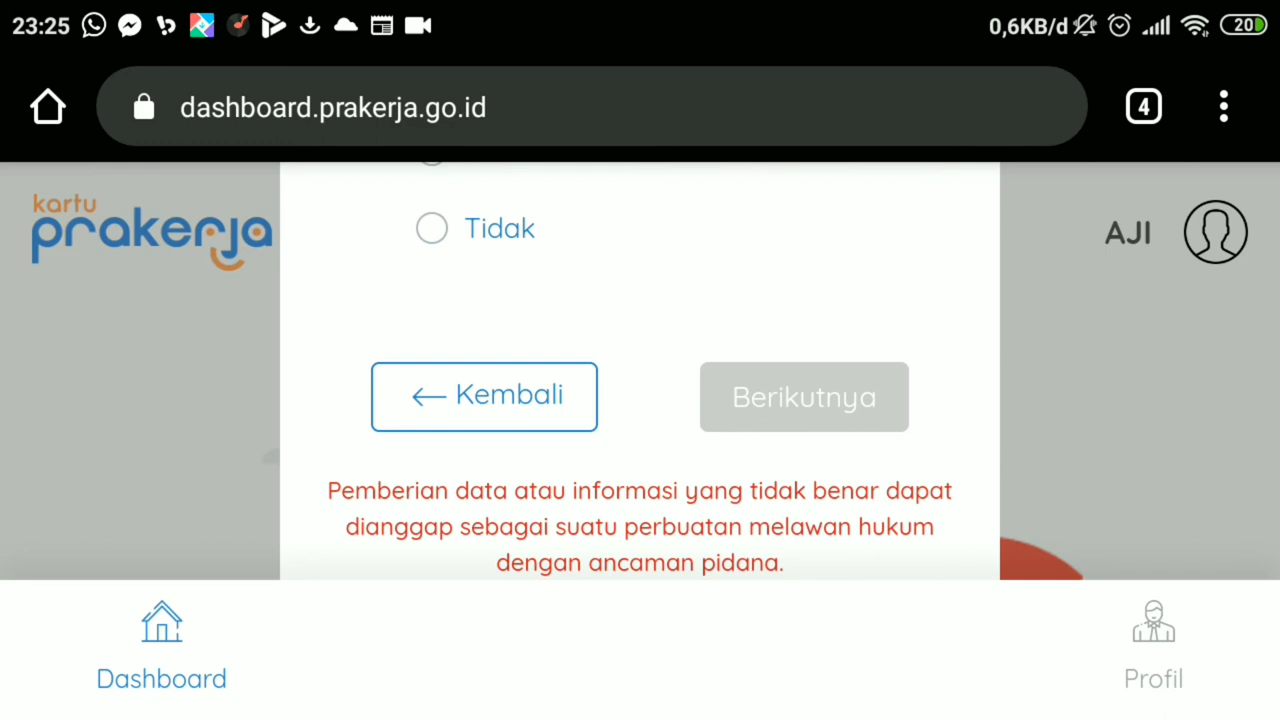 23:25
0,6KB/d
20
dashboard.prakerja.go.id
4
kartu
prakerja
AJI
Tidak
← Kembali
Berikutnya
Pemberian data atau informasi yang tidak benar dapat
dianggap sebagai suatu perbuatan melawan hukum
dengan ancaman pidana.
Dashboard
Profil